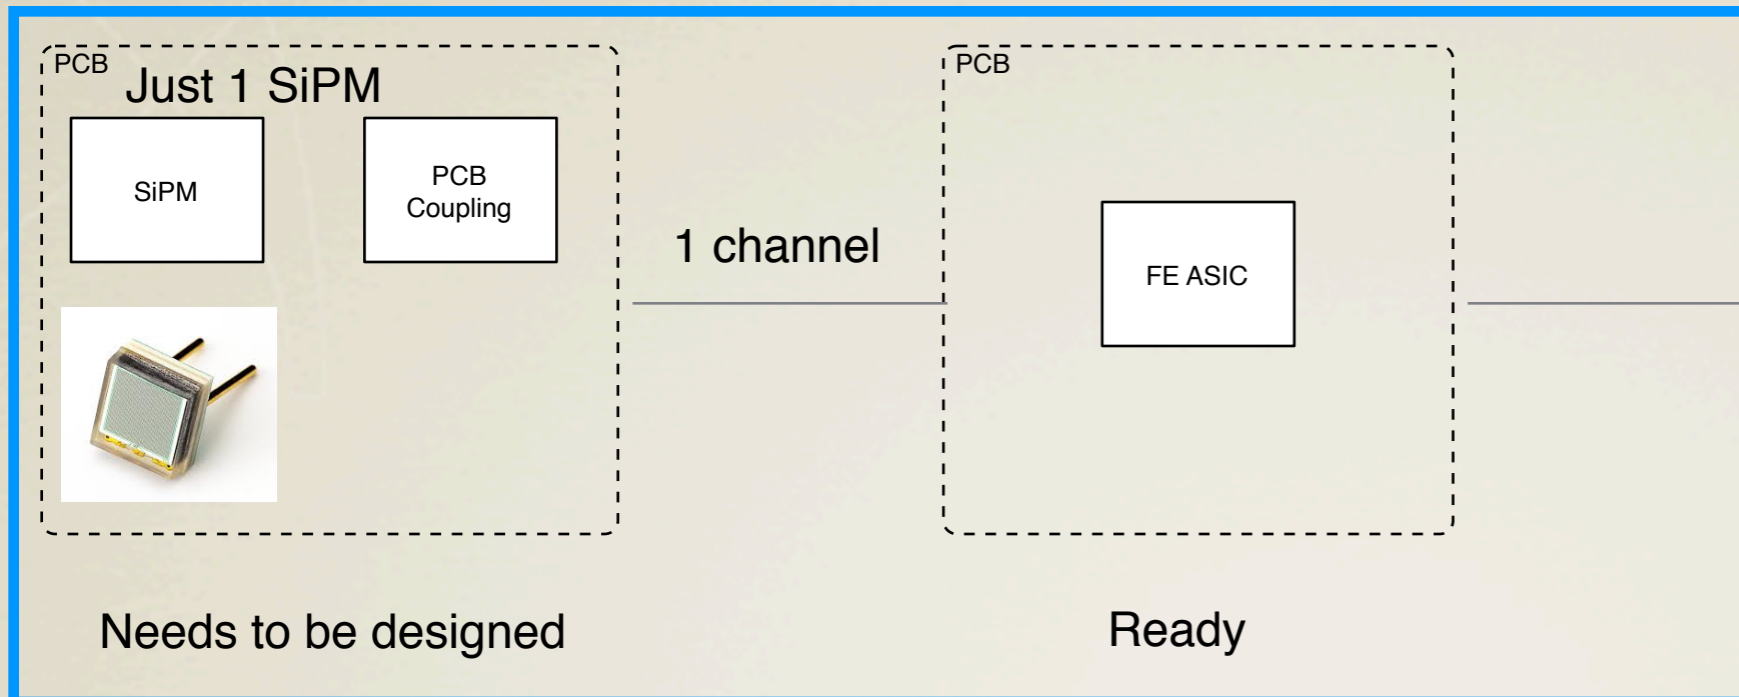 PCB
Just 1 SiPM
SiPM
PCB
Coupling
Needs to be designed
1 channel
PCB
FE ASIC
Ready